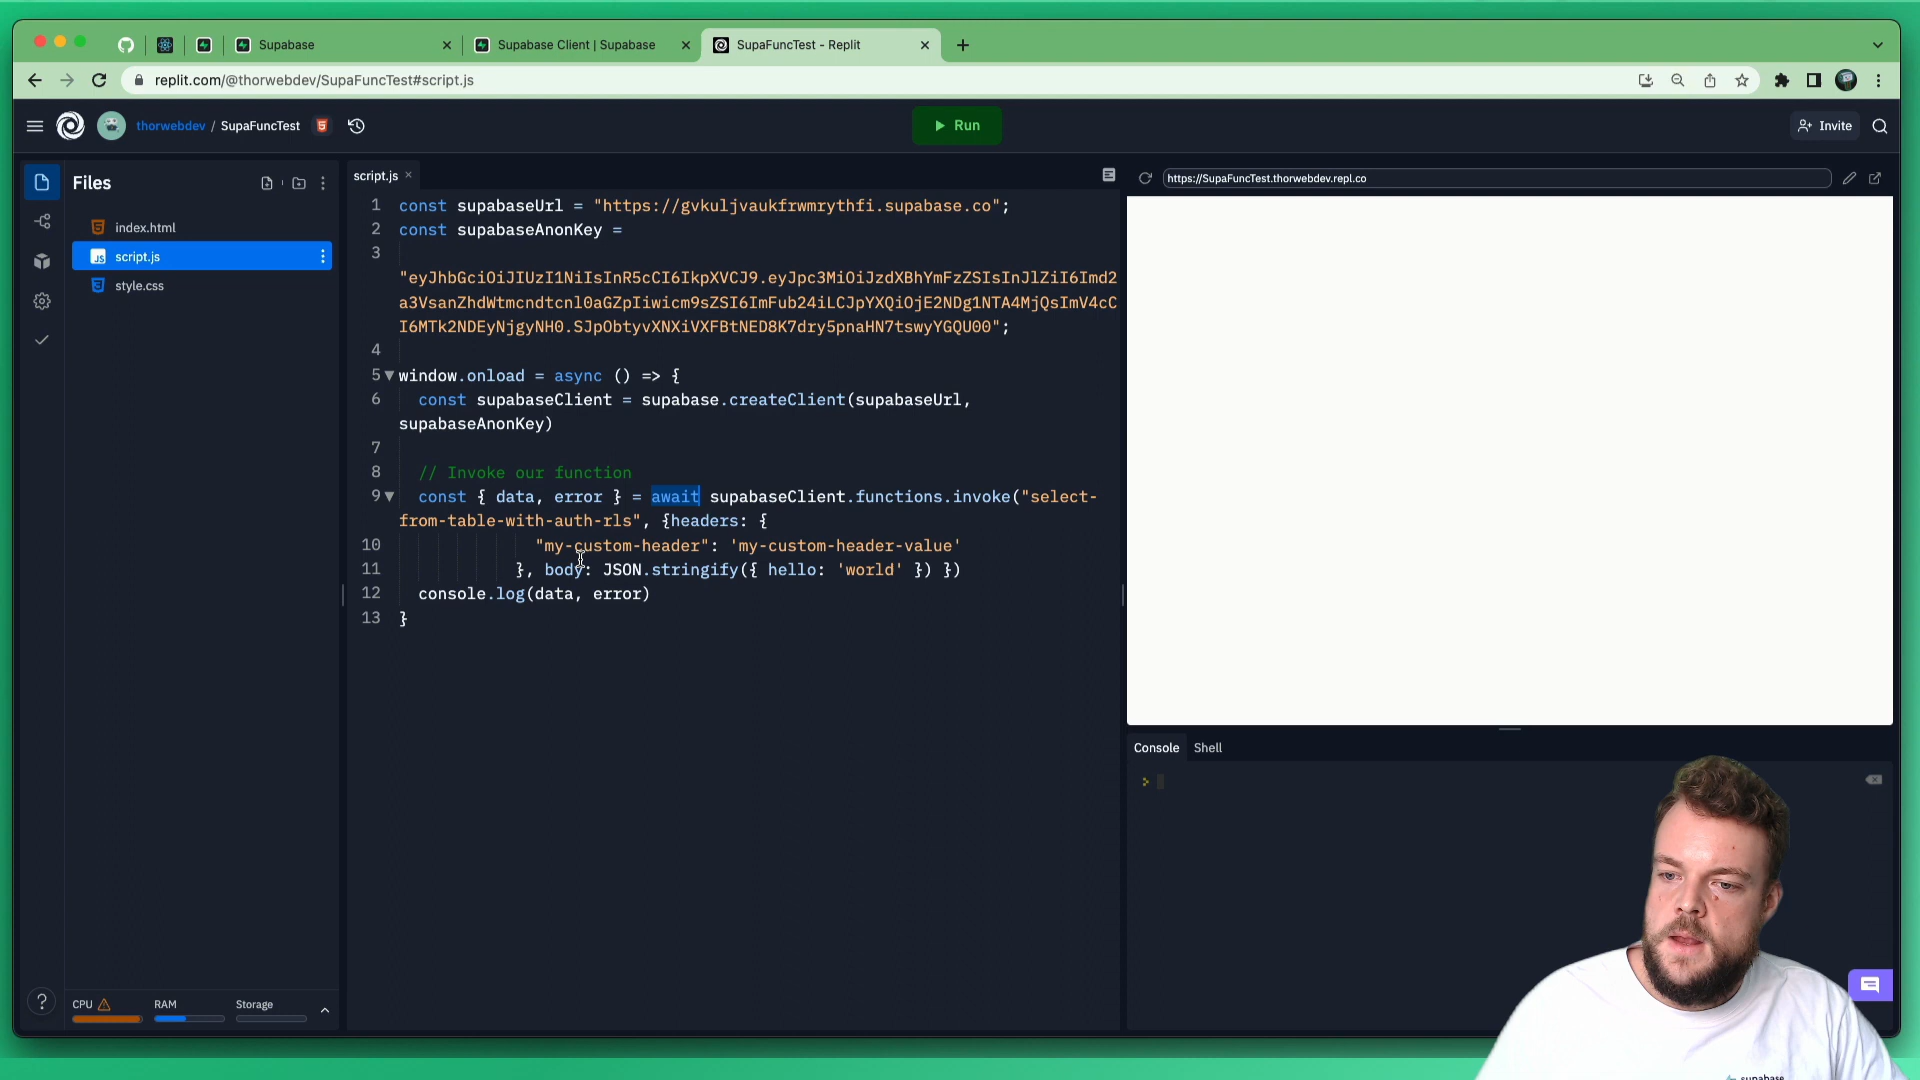 Supabase
Supabase Client | Supabase
SupaFuncTest - Replit
replit.com/@thorwebdev/SupaFuncTest#script.js
thorwebdev / SupaFuncTest
Run
Invite
Files
index.html
script.js
style.css
script.js
1 const supabaseUrl = "https://gvkuljvaukfrwmrythfi.supabase.co";
2 const supabaseAnonKey =
3
"eyJhbGciOiJIUzI1NiIsInR5cCI6IkpXVCJ9.eyJpc3MiOiJzdXBhYmFzZSIsInJlZiI6Imd2
a3VsanZhdWtmcndtcnl0aGZpIiwicm9sZSI6ImFub24iLCJpYXQiOjE2NDg1NTA4MjQsImV4cC
I6MTk2NDEyNjgyNH0.SJpObtyvXNXiVXFBtNED8K7dry5pnaHN7tswyYGQU00";
4
5 window.onload = async () => {
6 const supabaseClient = supabase.createClient(supabaseUrl,
supabaseAnonKey)
7
8 // Invoke our function
9 const { data, error } = await supabaseClient.functions.invoke("select-
from-table-with-auth-rls", {headers: {
10 "my-custom-header": 'my-custom-header-value'
11 }, body: JSON.stringify({ hello: 'world' }) })
12 console.log(data, error)
13 }
https://SupaFuncTest.thorwebdev.repl.co
Console Shell
CPU RAM Storage
supabase